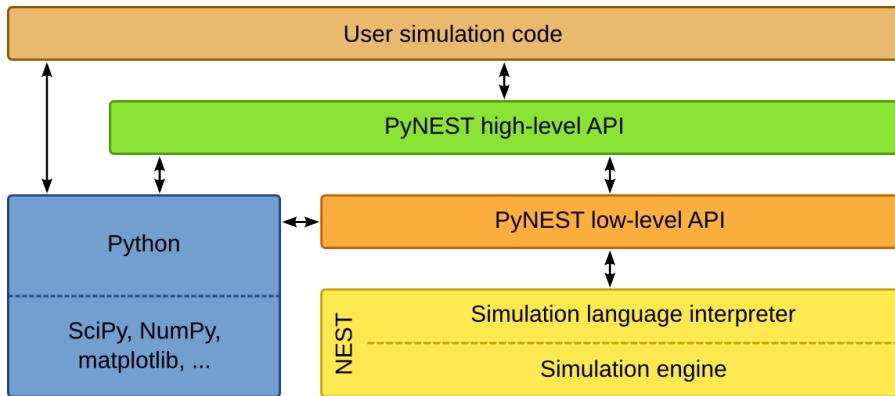 User simulation code
PyNEST high-level API
PyNEST low-level API
Python
SciPy, NumPy,
matplotlib, ...
NEST
Simulation language interpreter
Simulation engine